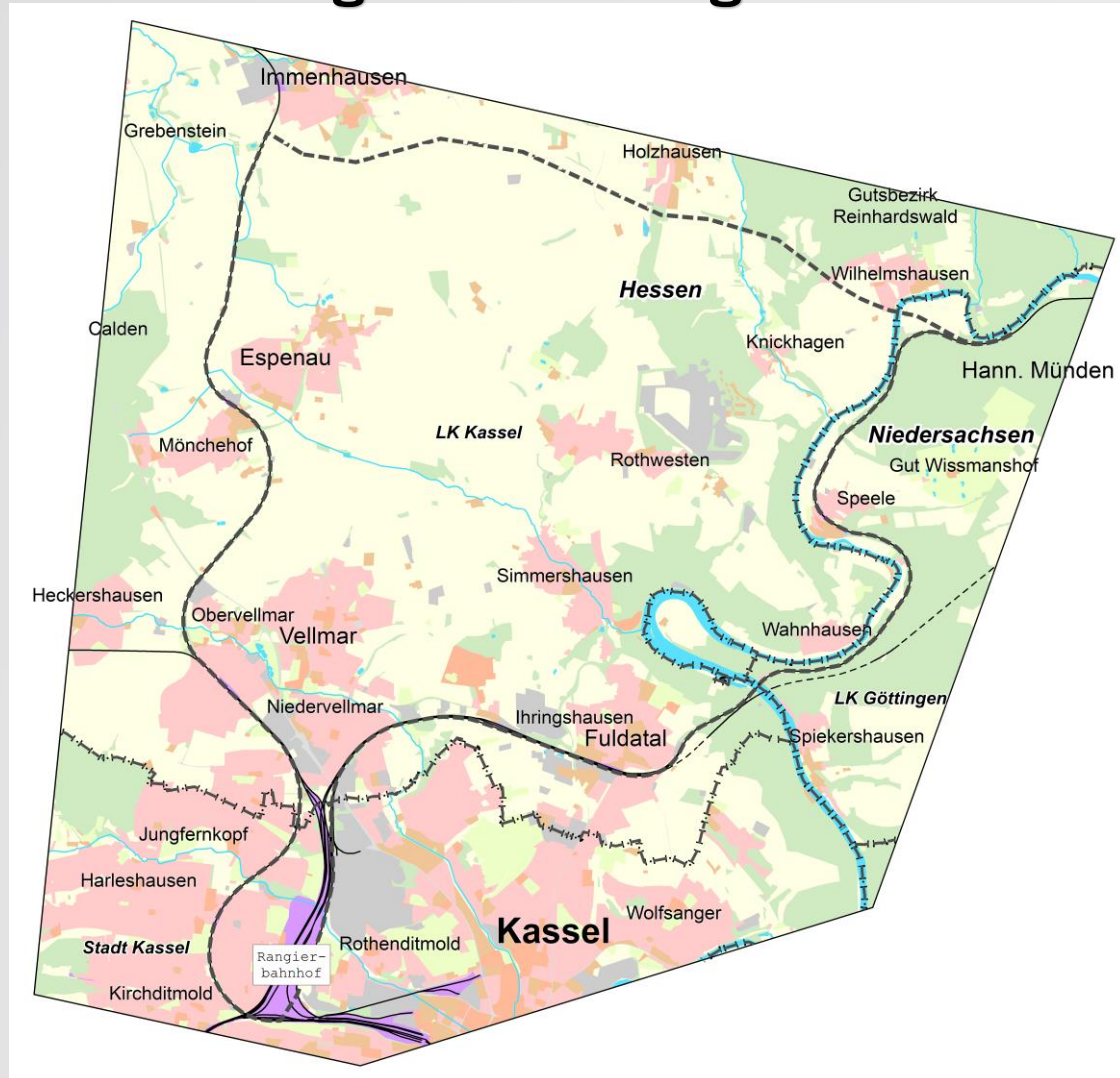 Immenhausen
Grebenstein
Holzhausen
Gutsbezirk
Reinhardswald
Wilhelmshausen
Hessen
Calden
Knickhagen
Espenau
Hann. Münden
LK Kassel
Niedersachsen
Mönchehof
Rothwesten
Gut Wissmanshof
Speele
Simmershausen
Heckershausen
Obervellmar
Vellmar
Wahnhausen
LK Göttingen
Niedervellmar
Ihringshausen
Fuldatal
Spiekershausen
Jungfernkopf
Harleshausen
Wolfsanger
Kassel
Stadt Kassel
Rothenditmold
Rangier-
bahnhof
Kirchditmold